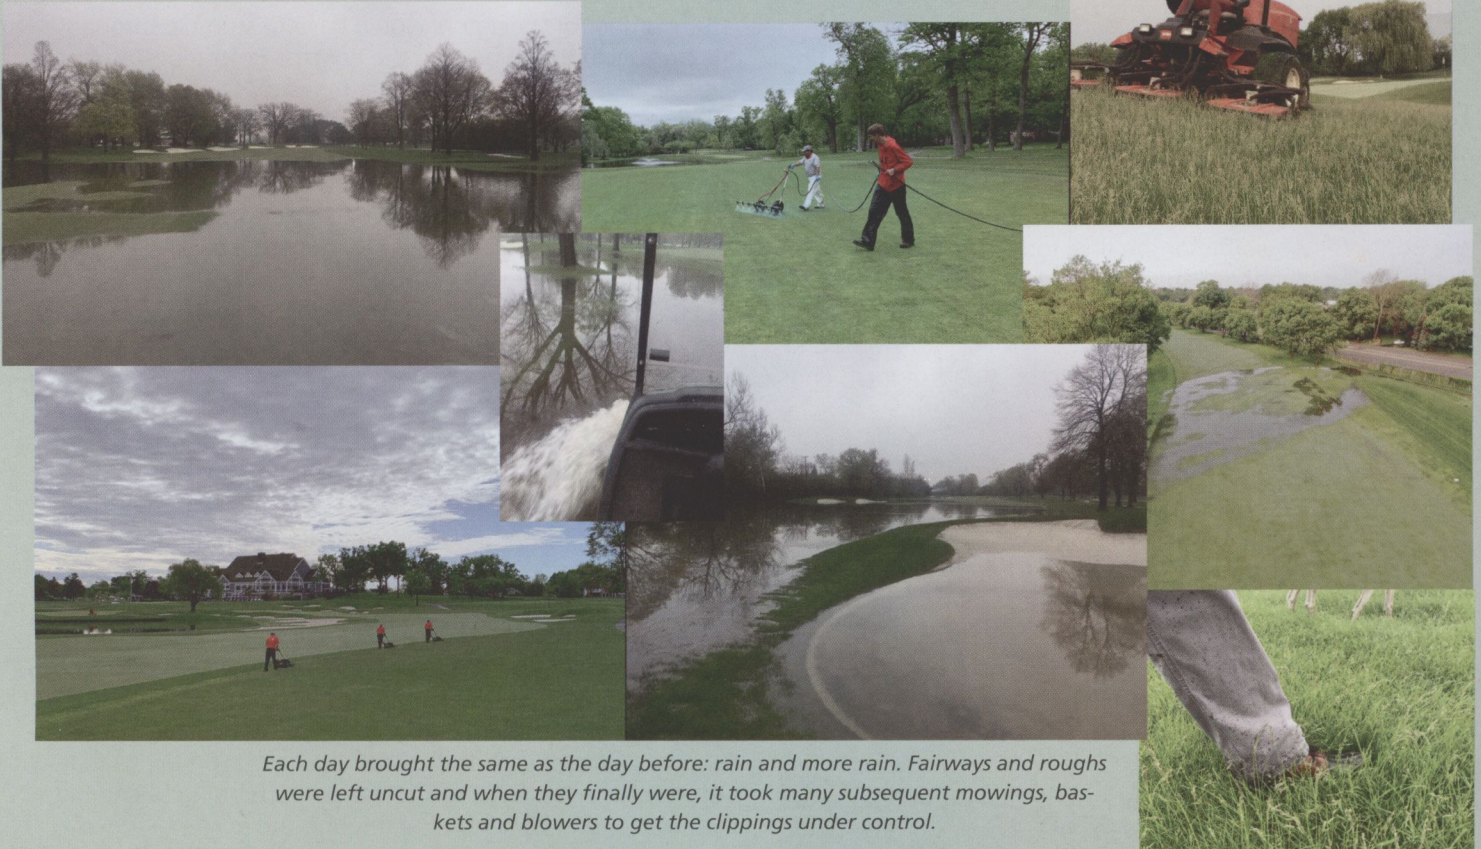 Each day brought the same as the day before: rain and more rain. Fairways and roughs
were left uncut and when they finally were, it took many subsequent mowings, bas-
kets and blowers to get the clippings under control.